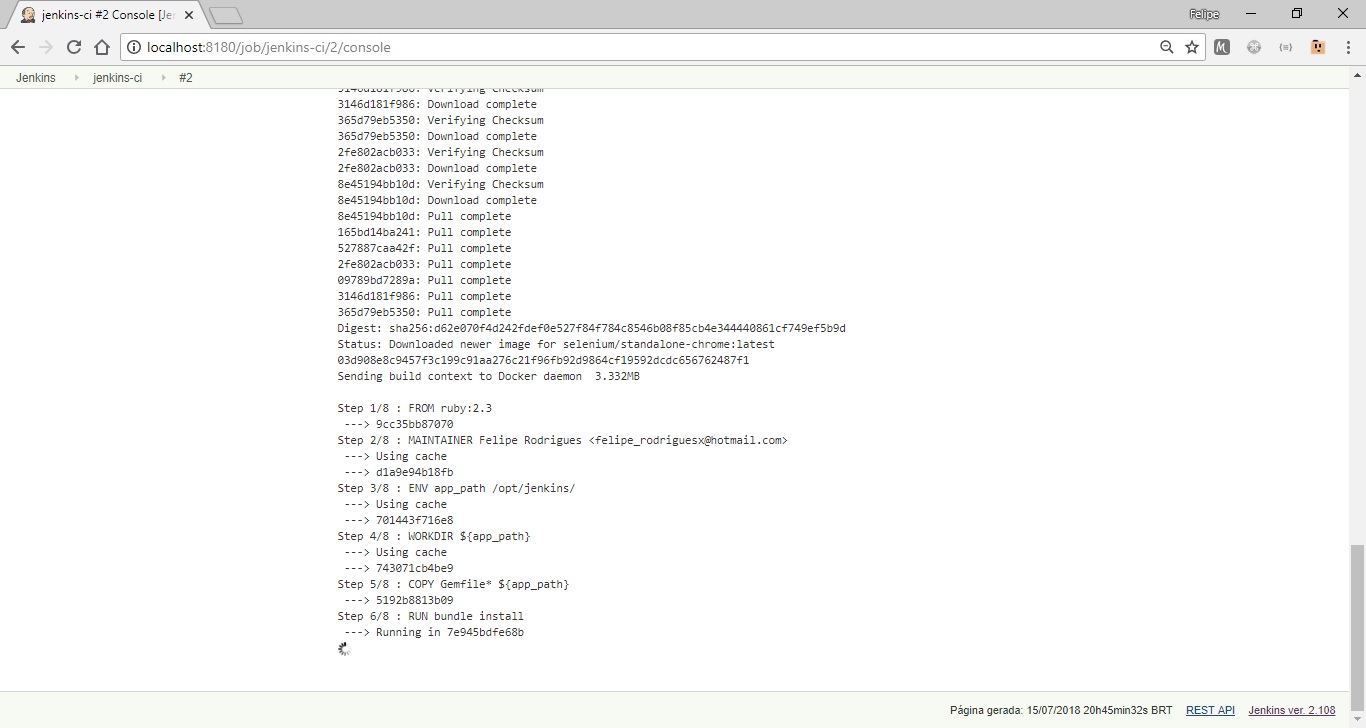 jenkins-ci #2 Console [Je
Felipe
localhost:8180/job/jenkins-ci/2/console
Jenkins jenkins-ci #2
3146d181f986: Verifying Checksum
3146d181f986: Download complete
365d79eb5350: Verifying Checksum
365d79eb5350: Download complete
2fe802acb033: Verifying Checksum
2fe802acb033: Download complete
8e45194bb10d: Verifying Checksum
8e45194bb10d: Download complete
8e45194bb10d: Pull complete
165bd14ba241: Pull complete
527887caa42f: Pull complete
2fe802acb033: Pull complete
09789bd7289a: Pull complete
3146d181f986: Pull complete
365d79eb5350: Pull complete
Digest: sha256:d62e070f4d242fdef0e527f84f784c8546b08f85cb4e344440861cf749ef5b9d
Status: Downloaded newer image for selenium/standalone-chrome:latest
03d908e8c9457f3c199c91aa276c21f96fb92d9864cf19592dcdc656762487f1
Sending build context to Docker daemon  3.332MB
Step 1/8 : FROM ruby:2.3
---> 9cc35bb87070
Step 2/8 : MAINTAINER Felipe Rodrigues <felipe_rodriguesx@hotmail.com>
---> Using cache
---> d1a9e94b18fb
Step 3/8 : ENV app_path /opt/jenkins/
---> Using cache
---> 701443f716e8
Step 4/8 : WORKDIR ${app_path}
---> Using cache
---> 743071cb4be9
Step 5/8 : COPY Gemfile* ${app_path}
---> 5192b8813b09
Step 6/8 : RUN bundle install
---> Running in 7e945bdfe68b
Página gerada: 15/07/2018 20h45min32s BRT REST API Jenkins ver. 2.108